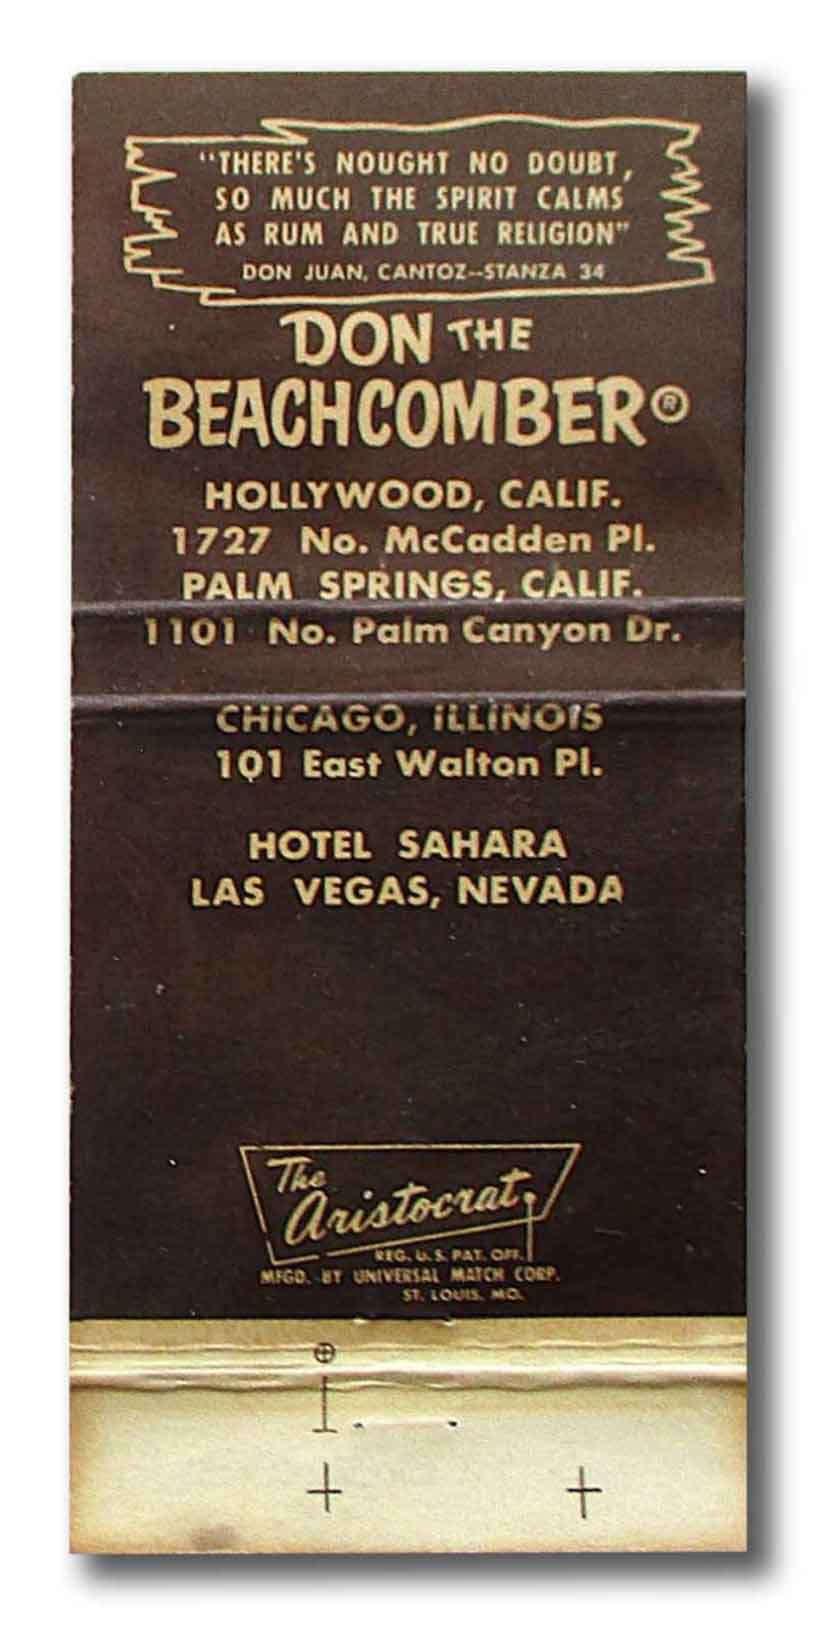 "THERE'S NOUGHT NO DOUBT,
SO MUCH THE SPIRIT CALMS
AS RUM AND TRUE RELIGION"
DON JUAN, CANTOZ--STANZA 34
DON THE
BEACHCOMBER®
HOLLYWOOD, CALIF.
1727 No. McCadden Pl.
PALM SPRINGS, CALIF.
1101 No. Palm Canyon Dr.
CHICAGO, ILLINOIS
101 East Walton Pl.
HOTEL SAHARA
LAS VEGAS, NEVADA
The
Aristocrat
REG. U.S. PAT. OFF.
MFGD. BY UNIVERSAL MATCH CORP.
ST. LOUIS. MO.